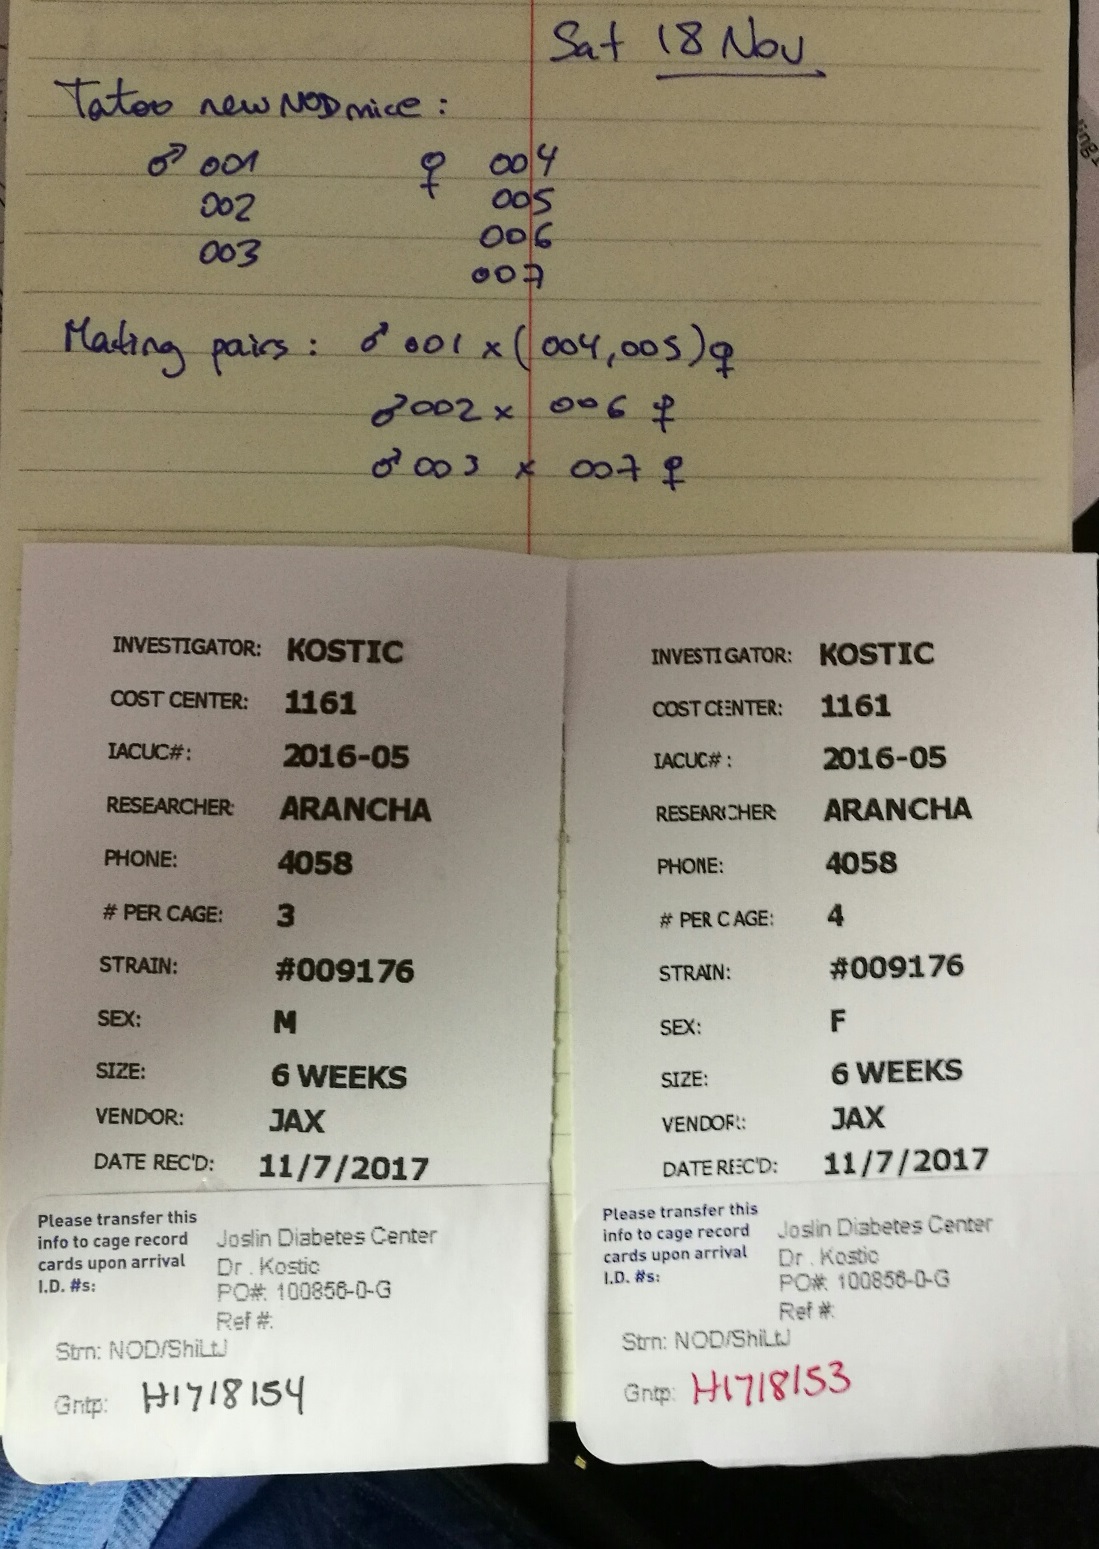 Sat 18 Nov
Tatoo new NOD mice :
♂ 001 ♀ 004
002 005
003 006
007
Mating pairs : ♂ 001 x (004,005) ♀
♂ 002 x 006 ♀
♂ 003 x 007 ♀
INVESTIGATOR: KOSTIC
COST CENTER: 1161
IACUC#: 2016-05
RESEARCHER: ARANCHA
PHONE: 4058
# PER CAGE: 3
STRAIN: #009176
SEX: M
SIZE: 6 WEEKS
VENDOR: JAX
DATE REC'D: 11/7/2017
Please transfer this
info to cage record
cards upon arrival
I.D. #s:
Joslin Diabetes Center
Dr. Kostic
PO#: 100856-0-G
Ref #:
Strn: NOD/ShiLtJ
Gntp: H1718154
INVESTIGATOR: KOSTIC
COST CENTER: 1161
IACUC#: 2016-05
RESEARCHER ARANCHA
PHONE: 4058
# PER CAGE: 4
STRAIN: #009176
SEX: F
SIZE: 6 WEEKS
VENDOR: JAX
DATE REC'D: 11/7/2017
Please transfer this
info to cage record
cards upon arrival
I.D. #s:
Joslin Diabetes Center
Dr. Kostic
PO#: 100856-0-G
Ref #:
Strn: NOD/ShiLtJ
Gntp: H1718153